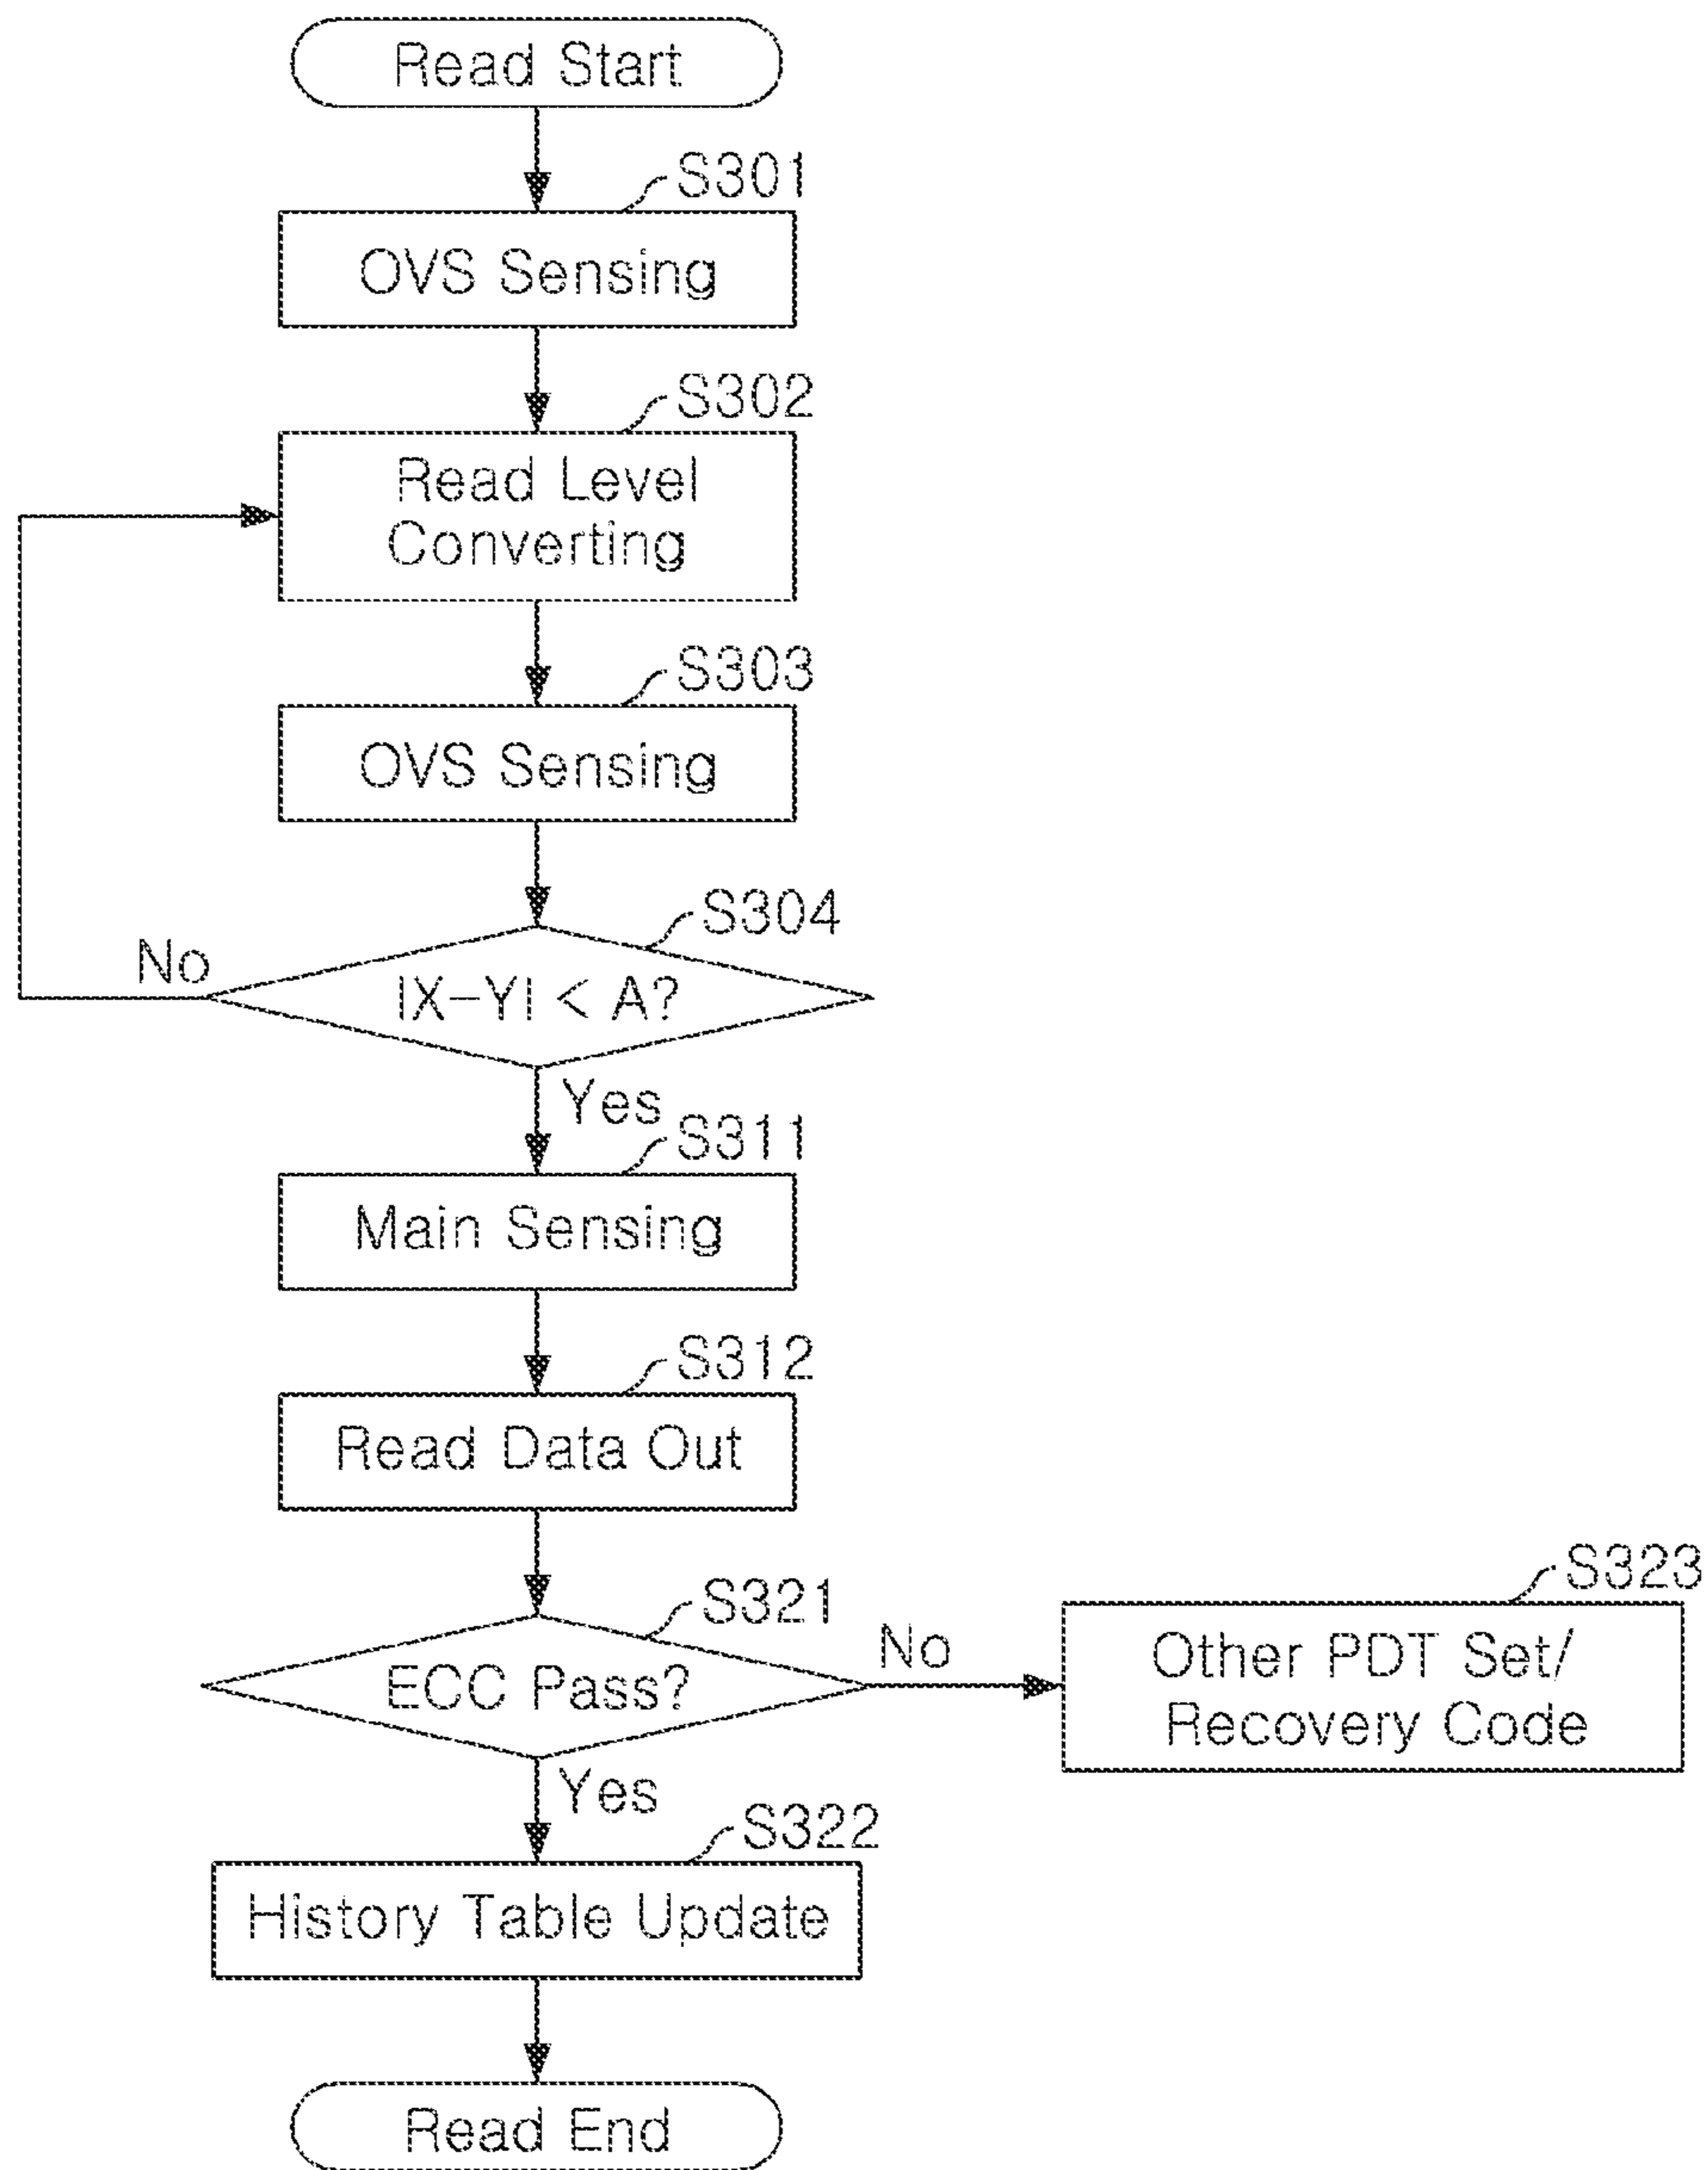 Read Start
S301
OVS Sensing
S302
Read Level
Converting
S303
OVS Sensing
S304
No
|X-Y| < A?
Yes
S311
Main Sensing
S312
Read Data Out
S321
ECC Pass?
No
S323
Other PDT Set/
Recovery Code
Yes
S322
History Table Update
Read End